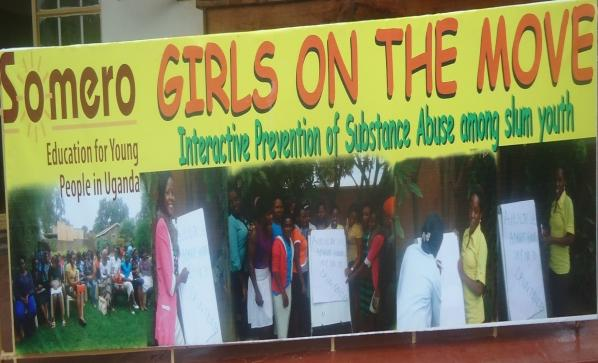 Somero
Education for Young
People in Uganda
GIRLS ON THE MOVE
Interactive Prevention of Substance Abuse among slum youth